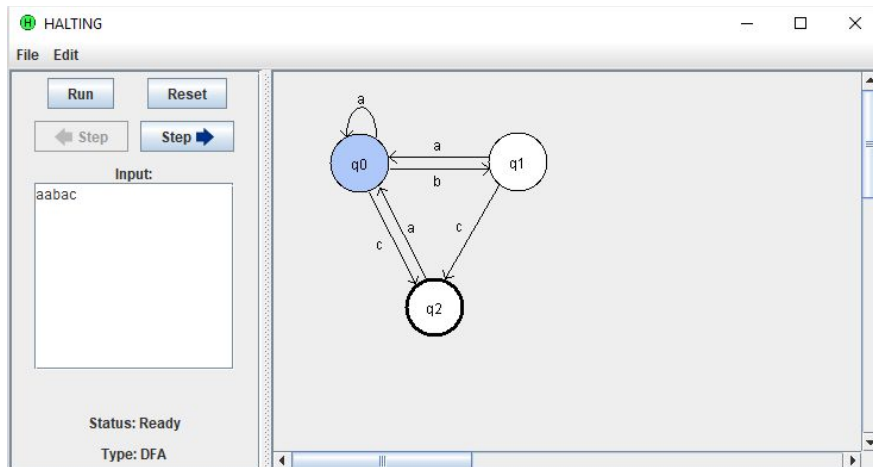 HALTING
File Edit
Run Reset
Step Step
Input:
aabac
Status: Ready
Type: DFA
a
q0
a
b
q1
c
a
c
q2